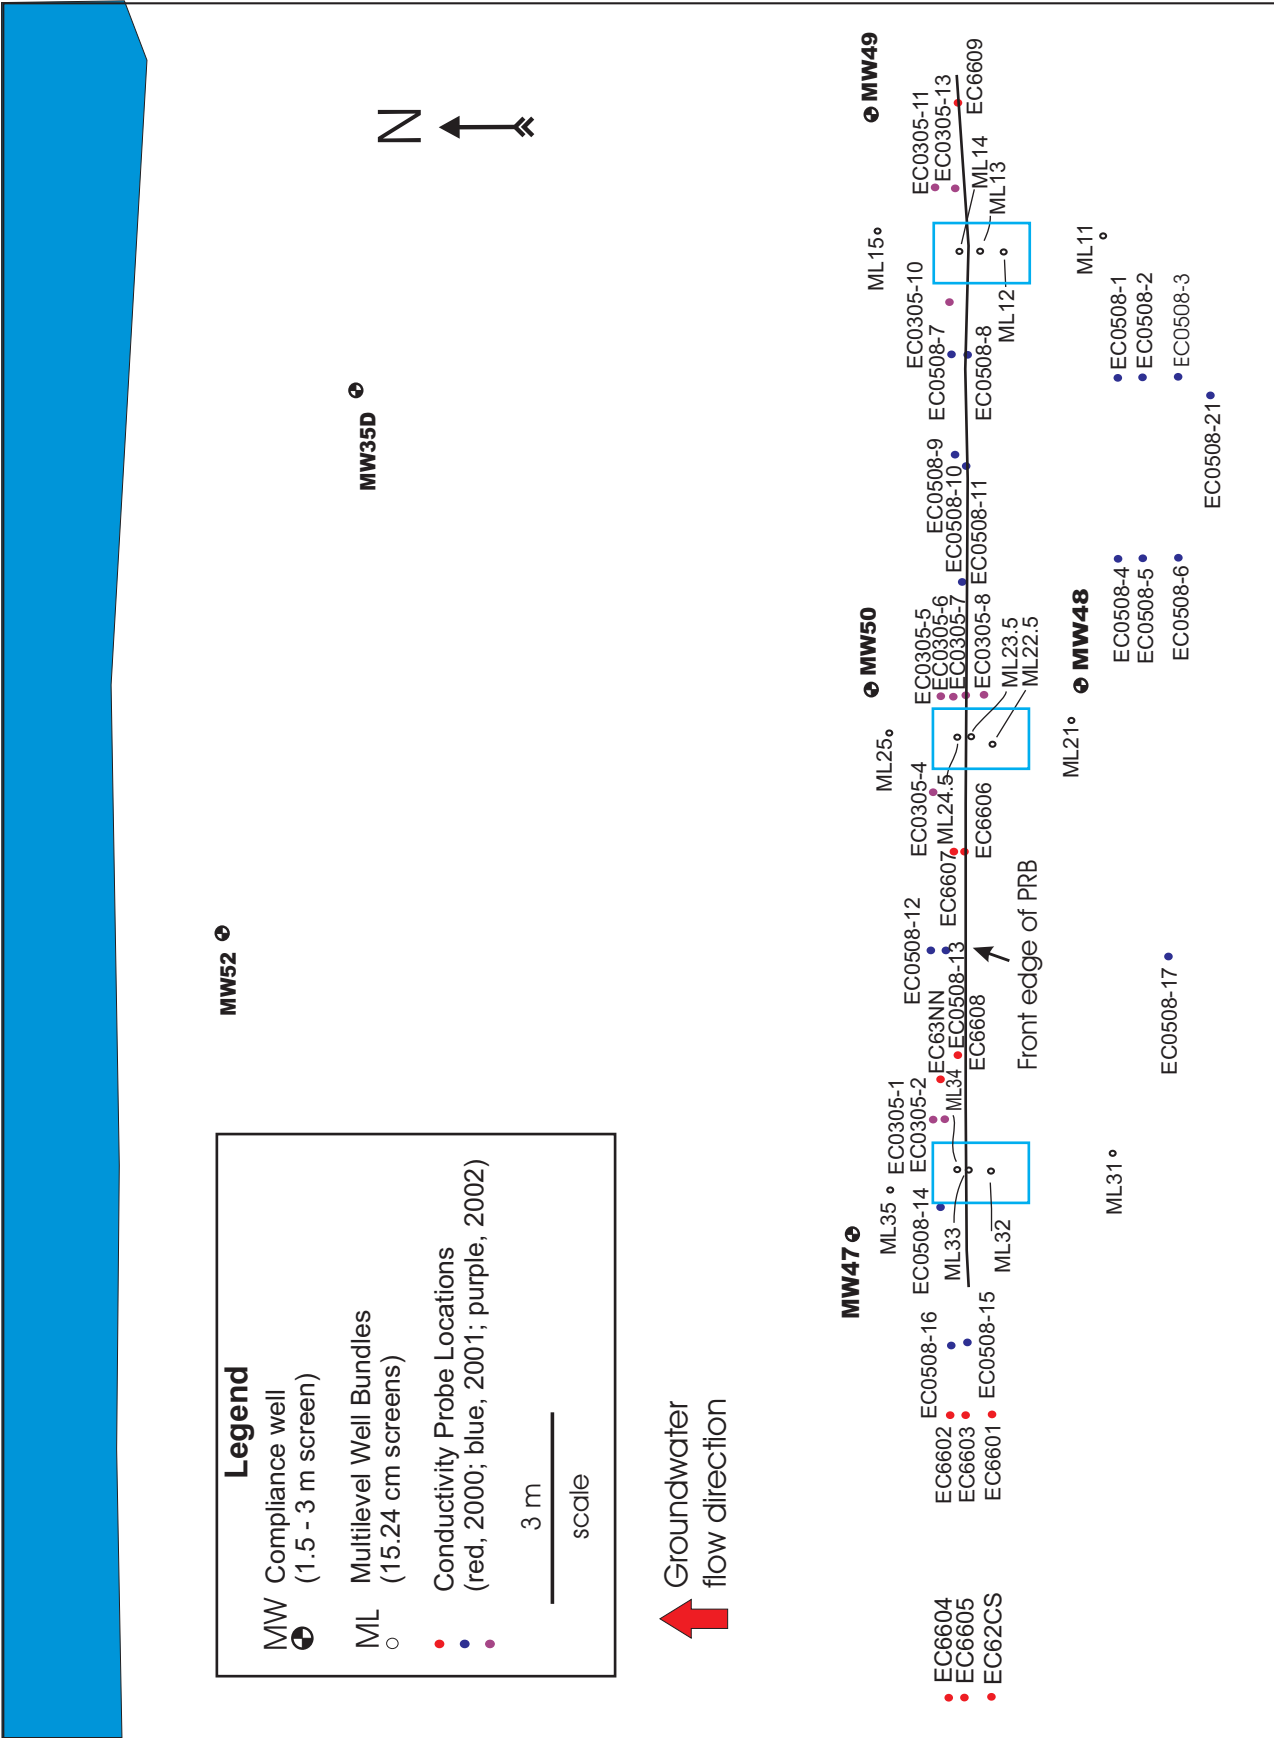 N
MW52
MW35D
Legend
MW Compliance well
(1.5 - 3 m screen)
ML Multilevel Well Bundles
(15.24 cm screens)
Conductivity Probe Locations
(red, 2000; blue, 2001; purple, 2002)
3 m
scale
Groundwater
flow direction
MW47
MW50
MW49
ML35
ML25
ML15
EC6604
EC6605
EC62CS
EC6602
EC6603
EC6601
EC0508-16
EC0508-15
EC0508-14
ML33
ML32
EC0305-1
EC0305-2
ML34
EC63NN
EC0508-13
EC6608
EC0508-12
Front edge of PRB
EC6607
EC6606
EC0305-4
ML24.5
EC0305-5
EC0305-6
EC0305-7
EC0305-8
ML23.5
ML22.5
EC0508-9
EC0508-10
EC0508-11
EC0508-7
EC0508-8
EC0305-10
ML12
EC0305-11
EC0305-13
ML14
ML13
EC6609
ML31
ML21
MW48
ML11
EC0508-17
EC0508-4
EC0508-5
EC0508-6
EC0508-1
EC0508-2
EC0508-3
EC0508-21